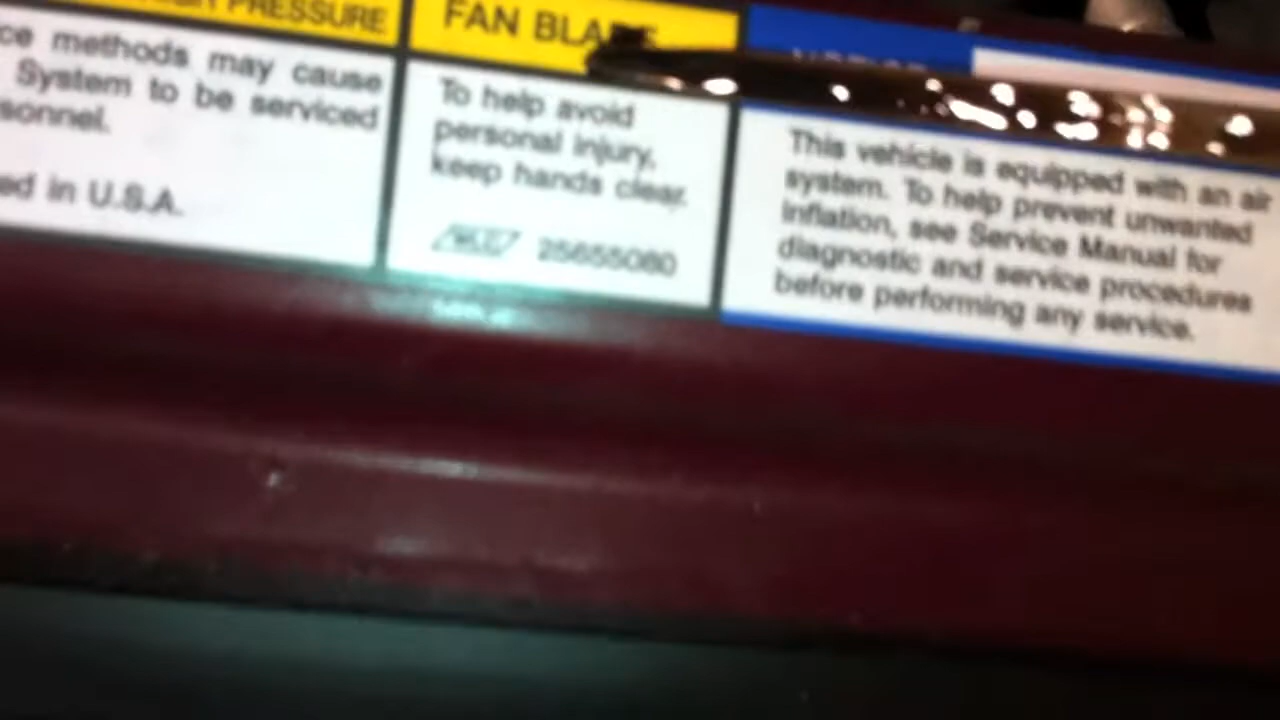 HIGH PRESSURE
ce methods may cause
System to be serviced
sonnel.
ed in U.S.A.
FAN BLADE
To help avoid
personal injury,
keep hands clear.
25655080
This vehicle is equipped with an air
system. To help prevent unwanted
inflation, see Service Manual for
diagnostic and service procedures
before performing any service.